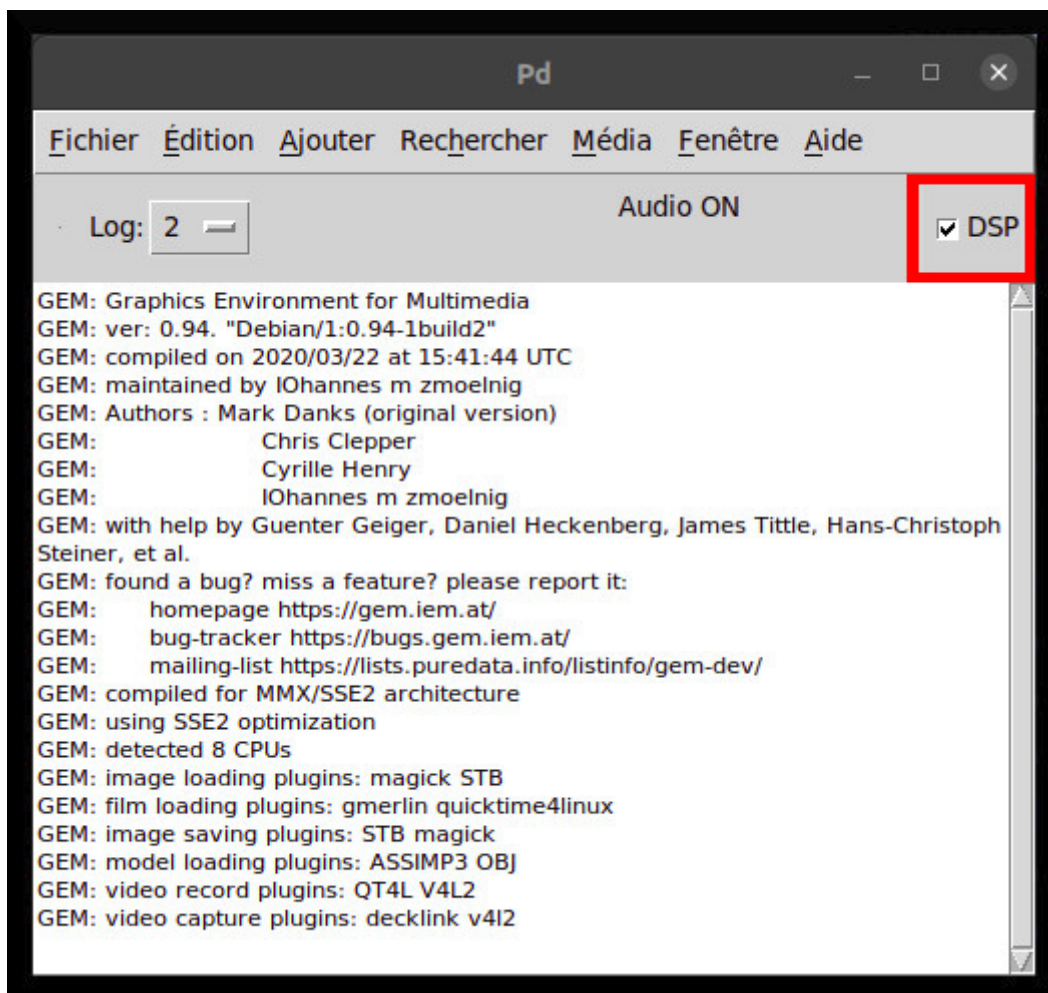 Pd
Fichier Édition Ajouter Rechercher Média Fenêtre Aide
Log: 2
Audio ON
DSP
GEM: Graphics Environment for Multimedia
GEM: ver: 0.94. "Debian/1:0.94-1build2"
GEM: compiled on 2020/03/22 at 15:41:44 UTC
GEM: maintained by IOhannes m zmoelnig
GEM: Authors : Mark Danks (original version)
GEM: Chris Clepper
GEM: Cyrille Henry
GEM: IOhannes m zmoelnig
GEM: with help by Guenter Geiger, Daniel Heckenberg, James Tittle, Hans-Christoph
Steiner, et al.
GEM: found a bug? miss a feature? please report it:
GEM: homepage https://gem.iem.at/
GEM: bug-tracker https://bugs.gem.iem.at/
GEM: mailing-list https://lists.puredata.info/listinfo/gem-dev/
GEM: compiled for MMX/SSE2 architecture
GEM: using SSE2 optimization
GEM: detected 8 CPUs
GEM: image loading plugins: magick STB
GEM: film loading plugins: gmerlin quicktime4linux
GEM: image saving plugins: STB magick
GEM: model loading plugins: ASSIMP3 OBJ
GEM: video record plugins: QT4L V4L2
GEM: video capture plugins: decklink v4l2